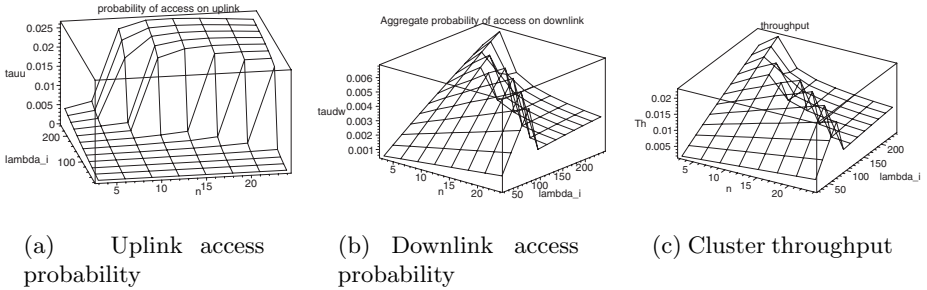 probability of access on uplink
0.025
0.02
0.015
tauu
0.01
0.005
0
200
lambda_i
100
5
10
n
15
20
Aggregate probability of access on downlink
0.006
0.005
0.004
taudw
0.003
0.002
0.001
5
10
n
15
20
50
100
150
200
lambda_i
throughput
0.02
0.015
Th
0.01
0.005
5
10
n
15
20
50
100
150
200
lambda_i
(a) Uplink access
probability
(b) Downlink access
probability
(c) Cluster throughput